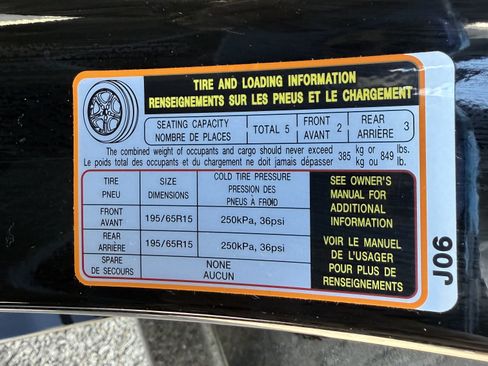 TIRE AND LOADING INFORMATION
RENSEIGNEMENTS SUR LES PNEUS ET LE CHARGEMENT
SEATING CAPACITY
NOMBRE DE PLACES
TOTAL 5
FRONT
AVANT 2
REAR
ARRIÈRE 3
The combined weight of occupants and cargo should never exceed 385 kg or 849 lbs.
Le poids total des occupants et du chargement ne doit jamais dépasser 385 kg ou 849 lb.
TIRE
PNEU
SIZE
DIMENSIONS
COLD TIRE PRESSURE
PRESSION DES
PNEUS A FROID
FRONT
AVANT
195/65R15
250kPa, 36psi
REAR
ARRIÈRE
195/65R15
250kPa, 36psi
SPARE
DE SECOURS
NONE
AUCUN
SEE OWNER'S
MANUAL FOR
ADDITIONAL
INFORMATION
VOIR LE MANUEL
DE L'USAGER
POUR PLUS DE
RENSEIGNEMENTS
J06